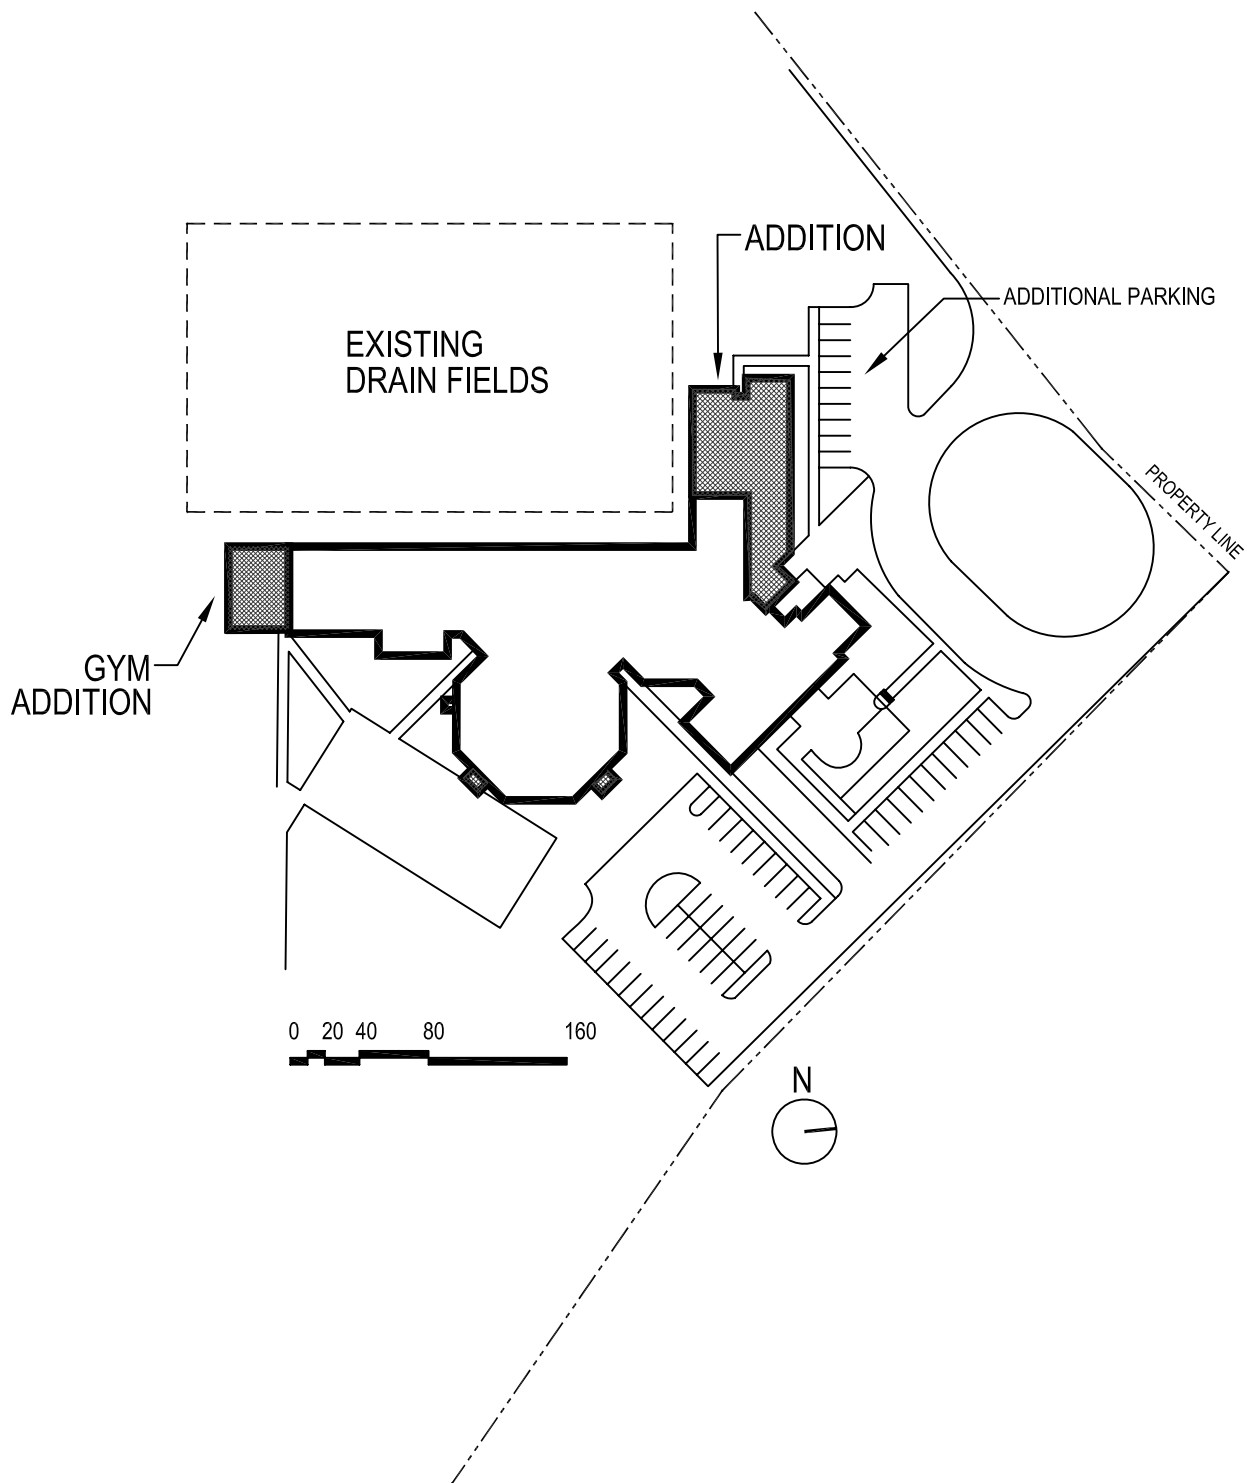 ADDITION
ADDITIONAL PARKING
EXISTING
DRAIN FIELDS
PROPERTY LINE
GYM
ADDITION
0 20 40 80 160
N